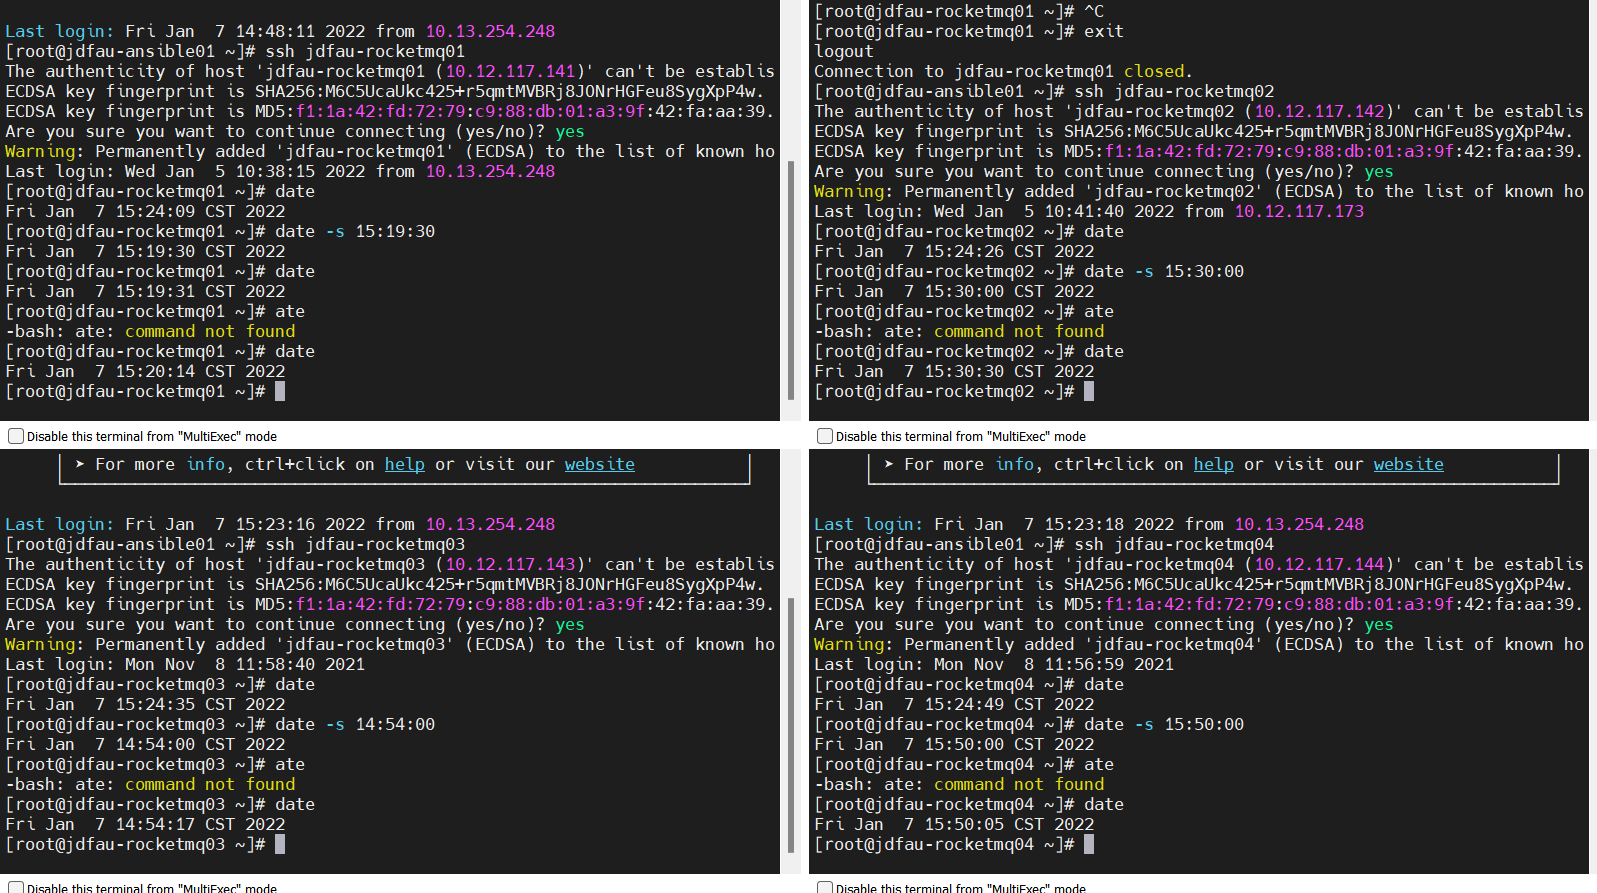 Last login: Fri Jan  7 14:48:11 2022 from 10.13.254.248
[root@jdfau-ansible01 ~]# ssh jdfau-rocketmq01
The authenticity of host 'jdfau-rocketmq01 (10.12.117.141)' can't be establis
ECDSA key fingerprint is SHA256:M6C5UcaUkc425+r5qmtMVBRj8JONrHGFeu8SygXpP4w.
ECDSA key fingerprint is MD5:f1:1a:42:fd:72:79:c9:88:db:01:a3:9f:42:fa:aa:39.
Are you sure you want to continue connecting (yes/no)? yes
Warning: Permanently added 'jdfau-rocketmq01' (ECDSA) to the list of known ho
Last login: Wed Jan  5 10:38:15 2022 from 10.13.254.248
[root@jdfau-rocketmq01 ~]# date
Fri Jan  7 15:24:09 CST 2022
[root@jdfau-rocketmq01 ~]# date -s 15:19:30
Fri Jan  7 15:19:30 CST 2022
[root@jdfau-rocketmq01 ~]# date
Fri Jan  7 15:19:31 CST 2022
[root@jdfau-rocketmq01 ~]# ate
-bash: ate: command not found
[root@jdfau-rocketmq01 ~]# date
Fri Jan  7 15:20:14 CST 2022
[root@jdfau-rocketmq01 ~]#
Disable this terminal from "MultiExec" mode
[root@jdfau-rocketmq01 ~]# ^C
[root@jdfau-rocketmq01 ~]# exit
logout
Connection to jdfau-rocketmq01 closed.
[root@jdfau-ansible01 ~]# ssh jdfau-rocketmq02
The authenticity of host 'jdfau-rocketmq02 (10.12.117.142)' can't be establis
ECDSA key fingerprint is SHA256:M6C5UcaUkc425+r5qmtMVBRj8JONrHGFeu8SygXpP4w.
ECDSA key fingerprint is MD5:f1:1a:42:fd:72:79:c9:88:db:01:a3:9f:42:fa:aa:39.
Are you sure you want to continue connecting (yes/no)? yes
Warning: Permanently added 'jdfau-rocketmq02' (ECDSA) to the list of known ho
Last login: Wed Jan  5 10:41:40 2022 from 10.12.117.173
[root@jdfau-rocketmq02 ~]# date
Fri Jan  7 15:24:26 CST 2022
[root@jdfau-rocketmq02 ~]# date -s 15:30:00
Fri Jan  7 15:30:00 CST 2022
[root@jdfau-rocketmq02 ~]# ate
-bash: ate: command not found
[root@jdfau-rocketmq02 ~]# date
Fri Jan  7 15:30:30 CST 2022
[root@jdfau-rocketmq02 ~]#
Disable this terminal from "MultiExec" mode
➤ For more info, ctrl+click on help or visit our website
Last login: Fri Jan  7 15:23:16 2022 from 10.13.254.248
[root@jdfau-ansible01 ~]# ssh jdfau-rocketmq03
The authenticity of host 'jdfau-rocketmq03 (10.12.117.143)' can't be establis
ECDSA key fingerprint is SHA256:M6C5UcaUkc425+r5qmtMVBRj8JONrHGFeu8SygXpP4w.
ECDSA key fingerprint is MD5:f1:1a:42:fd:72:79:c9:88:db:01:a3:9f:42:fa:aa:39.
Are you sure you want to continue connecting (yes/no)? yes
Warning: Permanently added 'jdfau-rocketmq03' (ECDSA) to the list of known ho
Last login: Mon Nov  8 11:58:40 2021
[root@jdfau-rocketmq03 ~]# date
Fri Jan  7 15:24:35 CST 2022
[root@jdfau-rocketmq03 ~]# date -s 14:54:00
Fri Jan  7 14:54:00 CST 2022
[root@jdfau-rocketmq03 ~]# ate
-bash: ate: command not found
[root@jdfau-rocketmq03 ~]# date
Fri Jan  7 14:54:17 CST 2022
[root@jdfau-rocketmq03 ~]#
Disable this terminal from "MultiExec" mode
➤ For more info, ctrl+click on help or visit our website
Last login: Fri Jan  7 15:23:18 2022 from 10.13.254.248
[root@jdfau-ansible01 ~]# ssh jdfau-rocketmq04
The authenticity of host 'jdfau-rocketmq04 (10.12.117.144)' can't be establis
ECDSA key fingerprint is SHA256:M6C5UcaUkc425+r5qmtMVBRj8JONrHGFeu8SygXpP4w.
ECDSA key fingerprint is MD5:f1:1a:42:fd:72:79:c9:88:db:01:a3:9f:42:fa:aa:39.
Are you sure you want to continue connecting (yes/no)? yes
Warning: Permanently added 'jdfau-rocketmq04' (ECDSA) to the list of known ho
Last login: Mon Nov  8 11:56:59 2021
[root@jdfau-rocketmq04 ~]# date
Fri Jan  7 15:24:49 CST 2022
[root@jdfau-rocketmq04 ~]# date -s 15:50:00
Fri Jan  7 15:50:00 CST 2022
[root@jdfau-rocketmq04 ~]# ate
-bash: ate: command not found
[root@jdfau-rocketmq04 ~]# date
Fri Jan  7 15:50:05 CST 2022
[root@jdfau-rocketmq04 ~]#
Disable this terminal from "MultiExec" mode